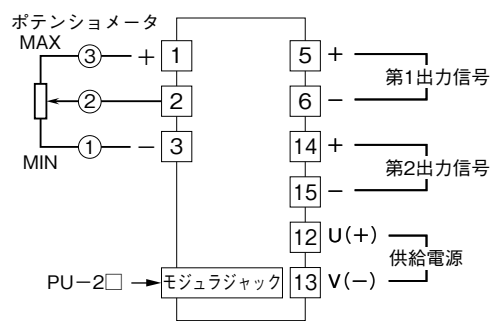 ポテンショメータ
MAX
③ + 1
② 2
① − 3
MIN
5 +
第1出力信号
6 −
14 +
第2出力信号
15 −
12 U(+)
供給電源
13 V(−)
PU−2□
モジュラジャック